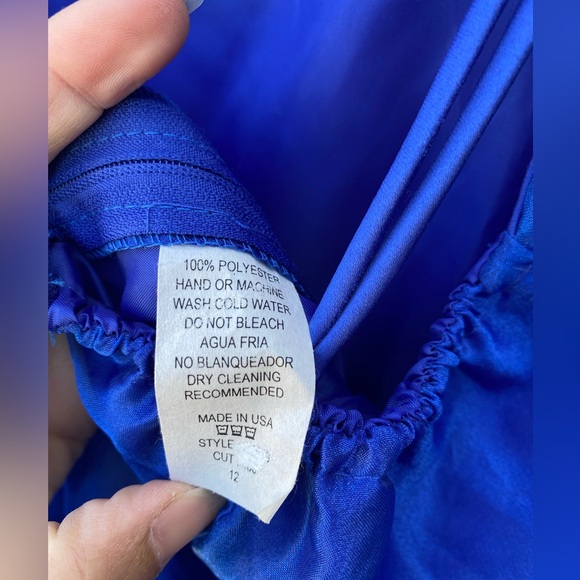 100% POLYESTER
HAND OR MACHINE
WASH COLD WATER
DO NOT BLEACH
AGUA FRIA
NO BLANQUEADOR
DRY CLEANING
RECOMMENDED
MADE IN USA
STYLE
CUT
12